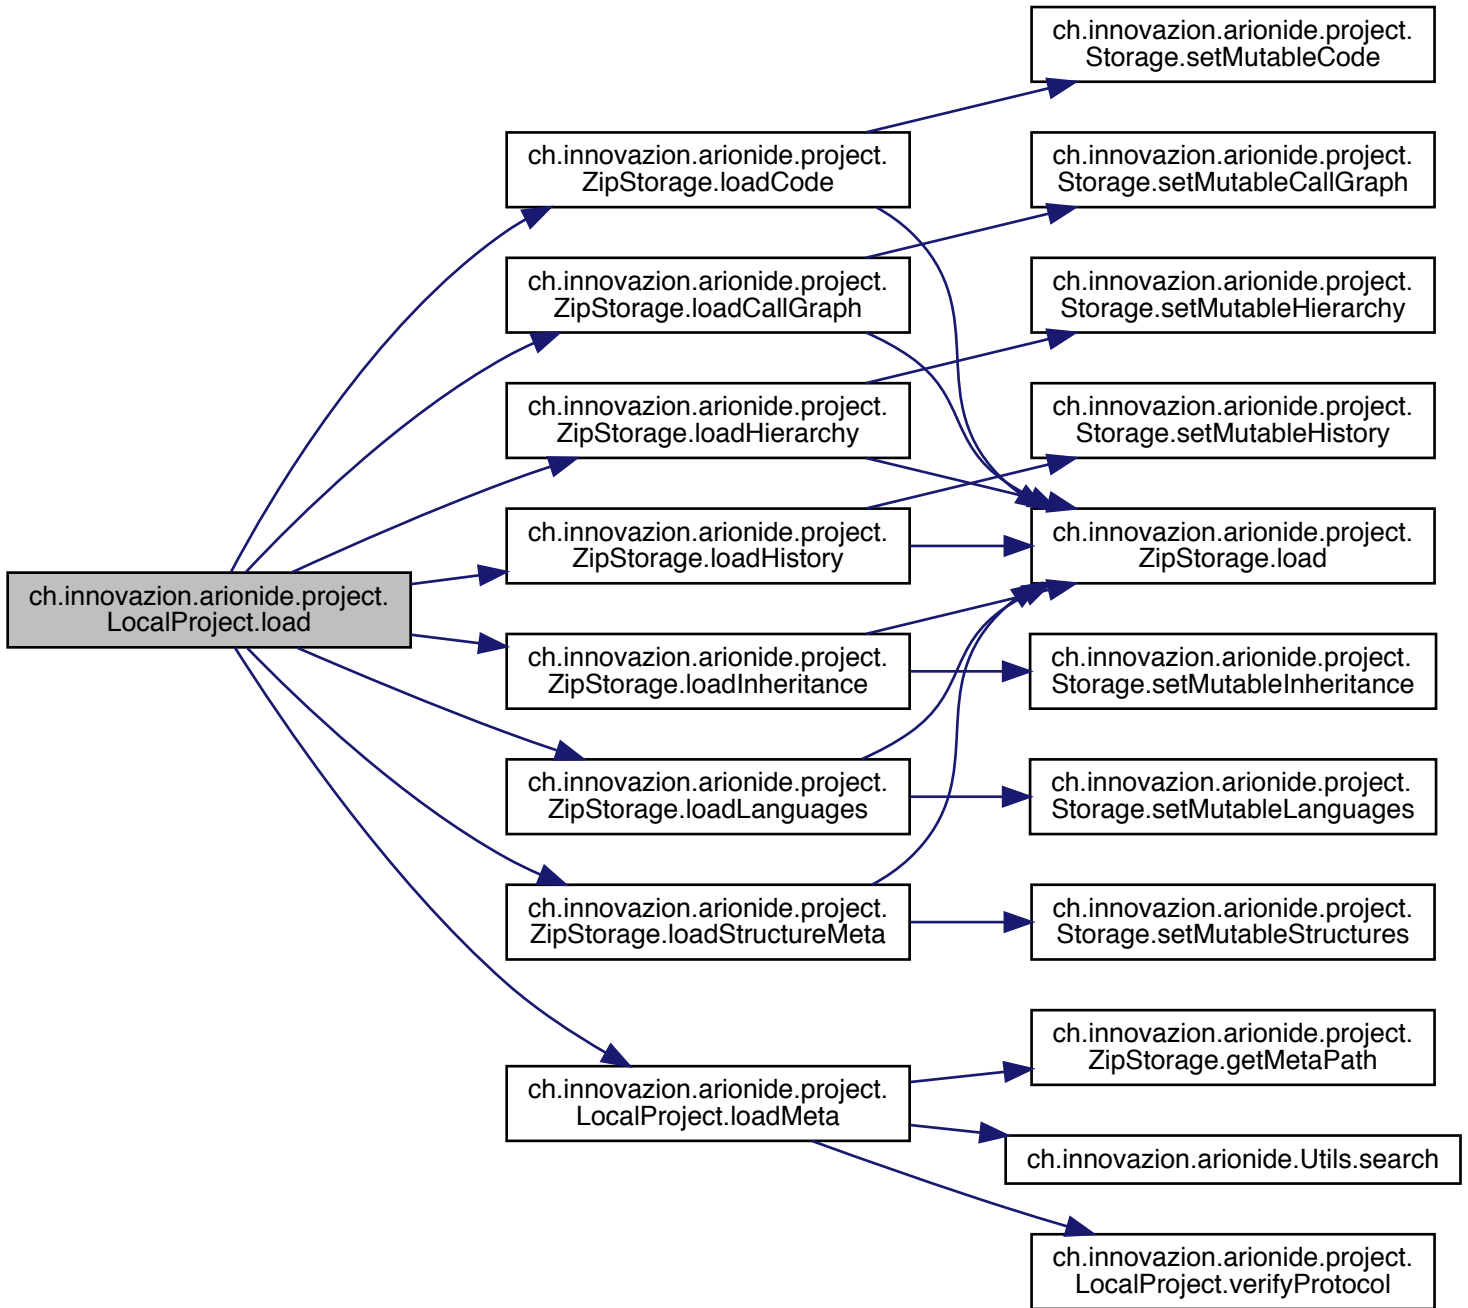 ch.innovazion.arionide.project.
LocalProject.load
ch.innovazion.arionide.project.
ZipStorage.loadCode
ch.innovazion.arionide.project.
ZipStorage.loadCallGraph
ch.innovazion.arionide.project.
ZipStorage.loadHierarchy
ch.innovazion.arionide.project.
ZipStorage.loadHistory
ch.innovazion.arionide.project.
ZipStorage.loadInheritance
ch.innovazion.arionide.project.
ZipStorage.loadLanguages
ch.innovazion.arionide.project.
ZipStorage.loadStructureMeta
ch.innovazion.arionide.project.
LocalProject.loadMeta
ch.innovazion.arionide.project.
Storage.setMutableCode
ch.innovazion.arionide.project.
Storage.setMutableCallGraph
ch.innovazion.arionide.project.
Storage.setMutableHierarchy
ch.innovazion.arionide.project.
Storage.setMutableHistory
ch.innovazion.arionide.project.
ZipStorage.load
ch.innovazion.arionide.project.
Storage.setMutableInheritance
ch.innovazion.arionide.project.
Storage.setMutableLanguages
ch.innovazion.arionide.project.
Storage.setMutableStructures
ch.innovazion.arionide.project.
ZipStorage.getMetaPath
ch.innovazion.arionide.Utils.search
ch.innovazion.arionide.project.
LocalProject.verifyProtocol